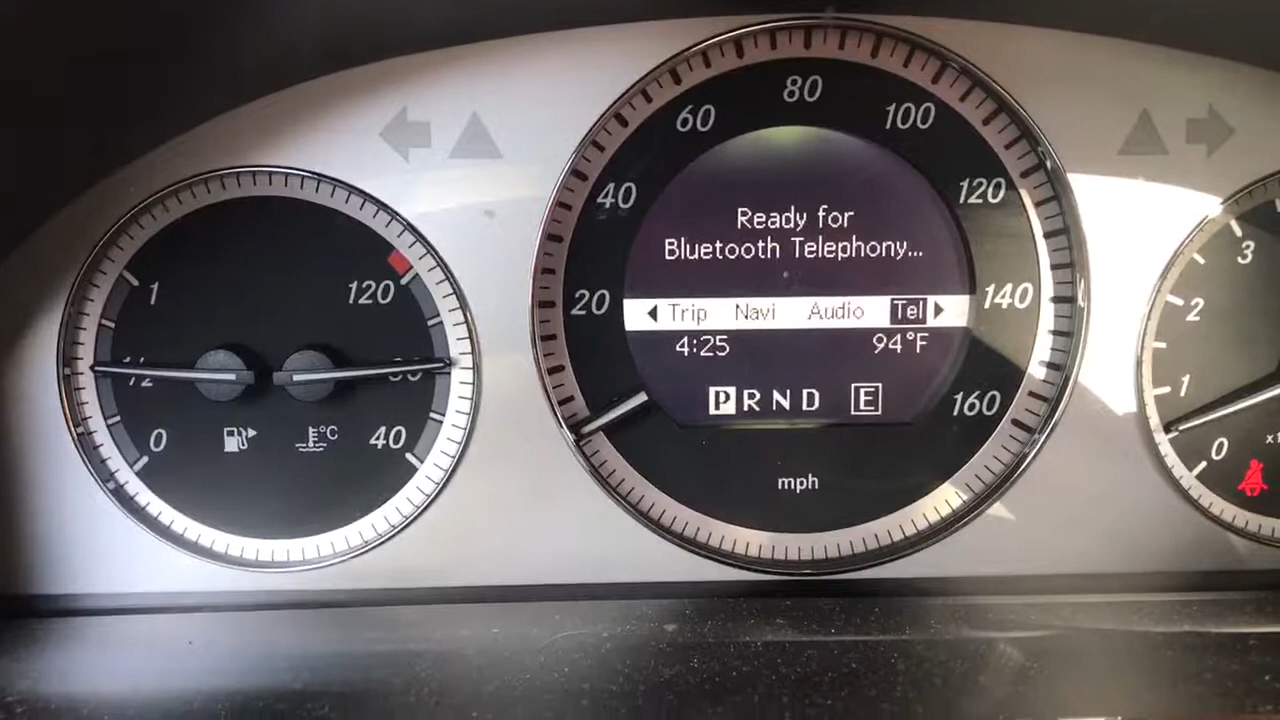 1
1/2
0
120
80
40
°C
20
40
60
80
100
120
140
160
Ready for
Bluetooth Telephony...
Trip Navi Audio Tel
4:25 94°F
P R N D E
mph
3
2
1
0